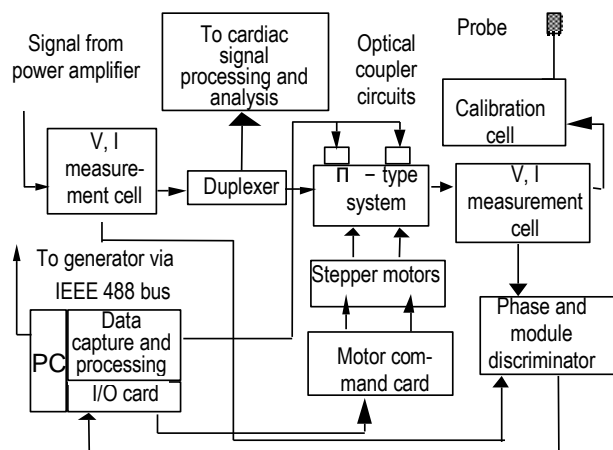 Signal from
power amplifier
To cardiac
signal
processing and
analysis
Optical
coupler
circuits
Probe
Calibration
cell
V, I
measure-
ment cell
Duplexer
Π – type
system
V, I
measurement
cell
To generator via
IEEE 488 bus
Stepper motors
PC
Data
capture and
processing
I/O card
Motor com-
mand card
Phase and
module
discriminator